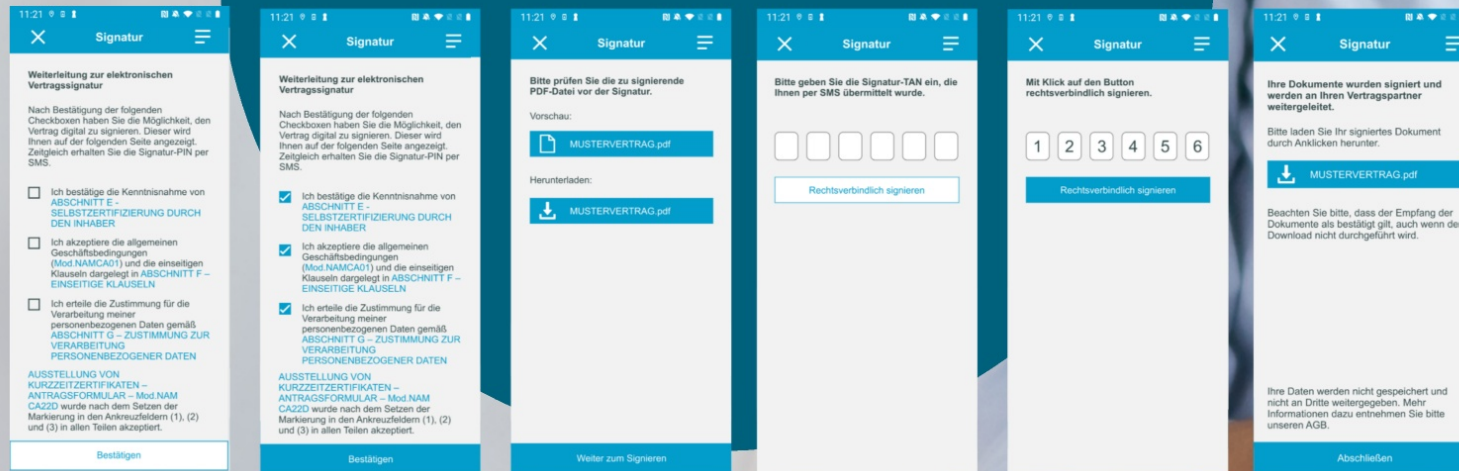 11:21
Signatur
Weiterleitung zur elektronischen
Vertragssignatur
Nach Bestätigung der folgenden
Checkboxen haben Sie die Möglichkeit, den
Vertrag digital zu signieren. Dieser wird
Ihnen auf der folgenden Seite angezeigt.
Zeitgleich erhalten Sie die Signatur-PIN per
SMS.
Ich bestätige die Kenntnisnahme von
ABSCHNITT E -
SELBSTZERTIFIZIERUNG DURCH
DEN INHABER
Ich akzeptiere die allgemeinen
Geschäftsbedingungen
(Mod.NAMCA01) und die einseitigen
Klauseln dargelegt in ABSCHNITT F –
EINSEITIGE KLAUSELN
Ich erteile die Zustimmung für die
Verarbeitung meiner
personenbezogenen Daten gemäß
ABSCHNITT G – ZUSTIMMUNG ZUR
VERARBEITUNG
PERSONENBEZOGENER DATEN
AUSSTELLUNG VON
KURZZEITZERTIFIKATEN –
ANTRAGSFORMULAR – Mod.NAM
CA22D wurde nach dem Setzen der
Markierung in den Ankreuzfeldern (1), (2)
und (3) in allen Teilen akzeptiert.
Bestätigen
11:21
Signatur
Weiterleitung zur elektronischen
Vertragssignatur
Nach Bestätigung der folgenden
Checkboxen haben Sie die Möglichkeit, den
Vertrag digital zu signieren. Dieser wird
Ihnen auf der folgenden Seite angezeigt.
Zeitgleich erhalten Sie die Signatur-PIN per
SMS.
Ich bestätige die Kenntnisnahme von
ABSCHNITT E -
SELBSTZERTIFIZIERUNG DURCH
DEN INHABER
Ich akzeptiere die allgemeinen
Geschäftsbedingungen
(Mod.NAMCA01) und die einseitigen
Klauseln dargelegt in ABSCHNITT F –
EINSEITIGE KLAUSELN
Ich erteile die Zustimmung für die
Verarbeitung meiner
personenbezogenen Daten gemäß
ABSCHNITT G – ZUSTIMMUNG ZUR
VERARBEITUNG
PERSONENBEZOGENER DATEN
AUSSTELLUNG VON
KURZZEITZERTIFIKATEN –
ANTRAGSFORMULAR – Mod.NAM
CA22D wurde nach dem Setzen der
Markierung in den Ankreuzfeldern (1), (2)
und (3) in allen Teilen akzeptiert.
Bestätigen
11:21
Signatur
Bitte prüfen Sie die zu signierende
PDF-Datei vor der Signatur.
Vorschau:
MUSTERVERTRAG.pdf
Herunterladen:
MUSTERVERTRAG.pdf
Weiter zum Signieren
11:21
Signatur
Bitte geben Sie die Signatur-TAN ein, die
Ihnen per SMS übermittelt wurde.
Rechtsverbindlich signieren
11:21
Signatur
Mit Klick auf den Button
rechtsverbindlich signieren.
1 2 3 4 5 6
Rechtsverbindlich signieren
11:21
Signatur
Ihre Dokumente wurden signiert und
werden an Ihren Vertragspartner
weitergeleitet.
Bitte laden Sie Ihr signiertes Dokument
durch Anklicken herunter.
MUSTERVERTRAG.pdf
Beachten Sie bitte, dass der Empfang der
Dokumente als bestätigt gilt, auch wenn der
Download nicht durchgeführt wird.
Ihre Daten werden nicht gespeichert und
nicht an Dritte weitergegeben. Mehr
Informationen dazu entnehmen Sie bitte
unseren AGB.
Abschließen